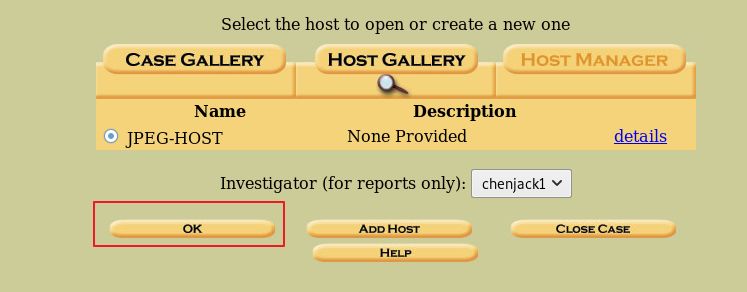 Select the host to open or create a new one
CASE GALLERY HOST GALLERY HOST MANAGER
Name Description
JPEG-HOST None Provided details
Investigator (for reports only): chenjack1
OK ADD HOST CLOSE CASE
HELP